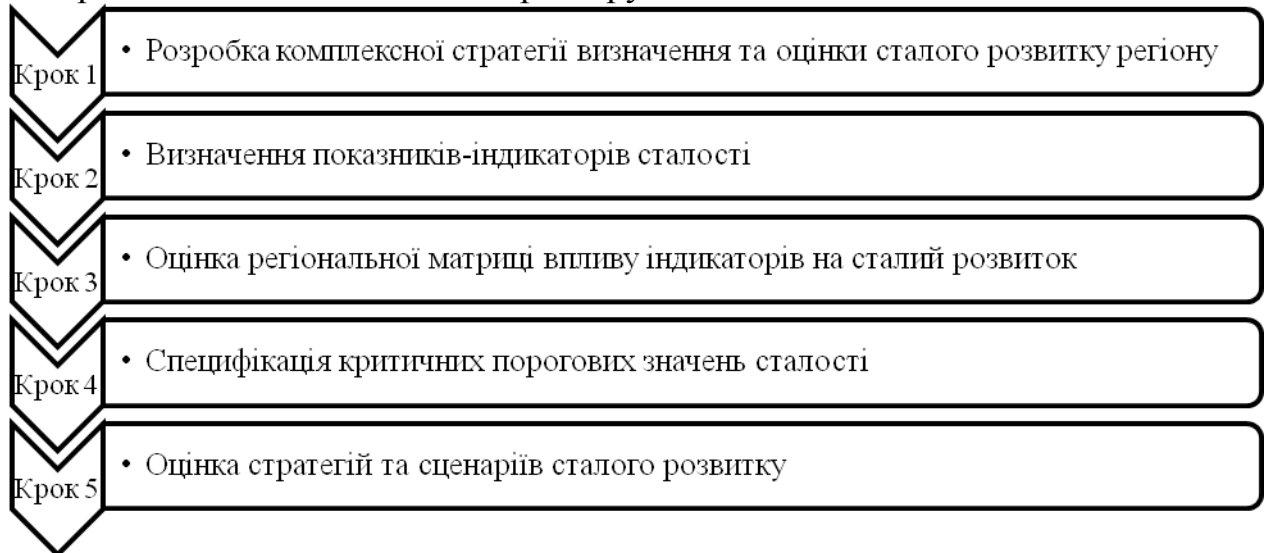 Крок 1
• Розробка комплексної стратегії визначення та оцінки сталого розвитку регіону
Крок 2
• Визначення показників-індикаторів сталості
Крок 3
• Оцінка регіональної матриці впливу індикаторів на сталий розвиток
Крок 4
• Специфікація критичних порогових значень сталості
Крок 5
• Оцінка стратегій та сценаріїв сталого розвитку